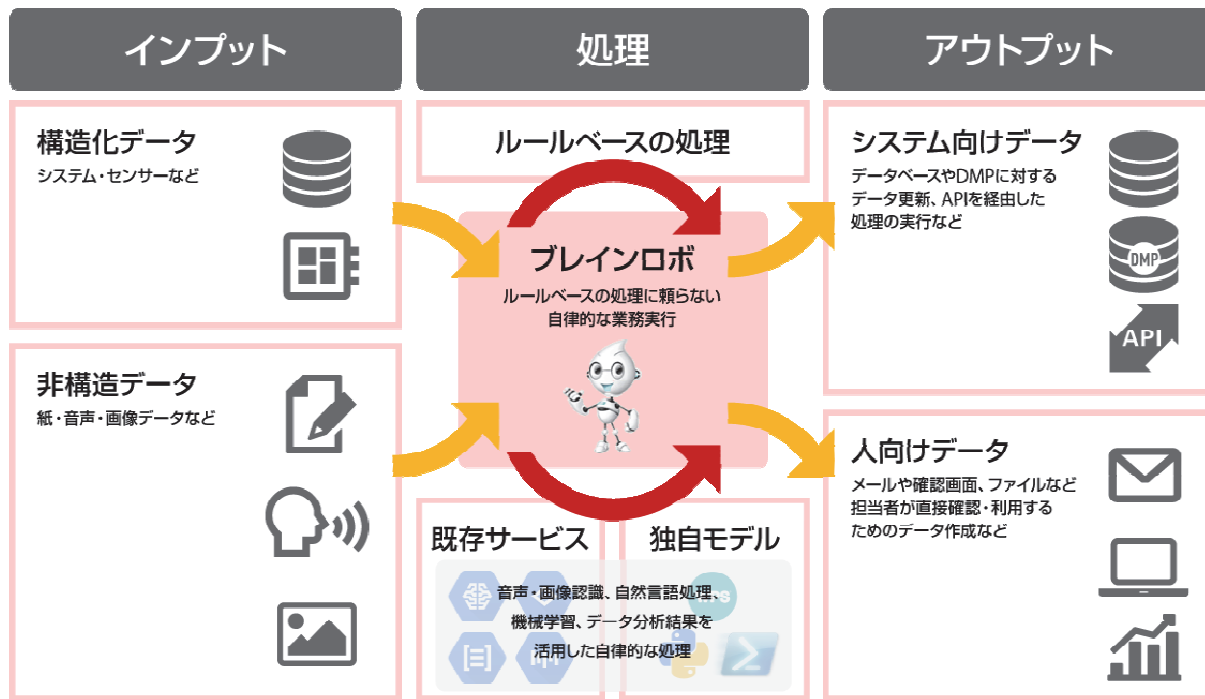 インプット
処理
アウトプット
構造化データ
システム・センサーなど
非構造データ
紙・音声・画像データなど
ルールベースの処理
ブレインロボ
ルールベースの処理に頼らない
自律的な業務実行
既存サービス
独自モデル
音声・画像認識、自然言語処理、
機械学習、データ分析結果を
活用した自律的な処理
システム向けデータ
データベースやDMPに対する
データ更新、APIを経由した
処理の実行など
DMP
API
人向けデータ
メールや確認画面、ファイルなど
担当者が直接確認・利用する
ためのデータ作成など